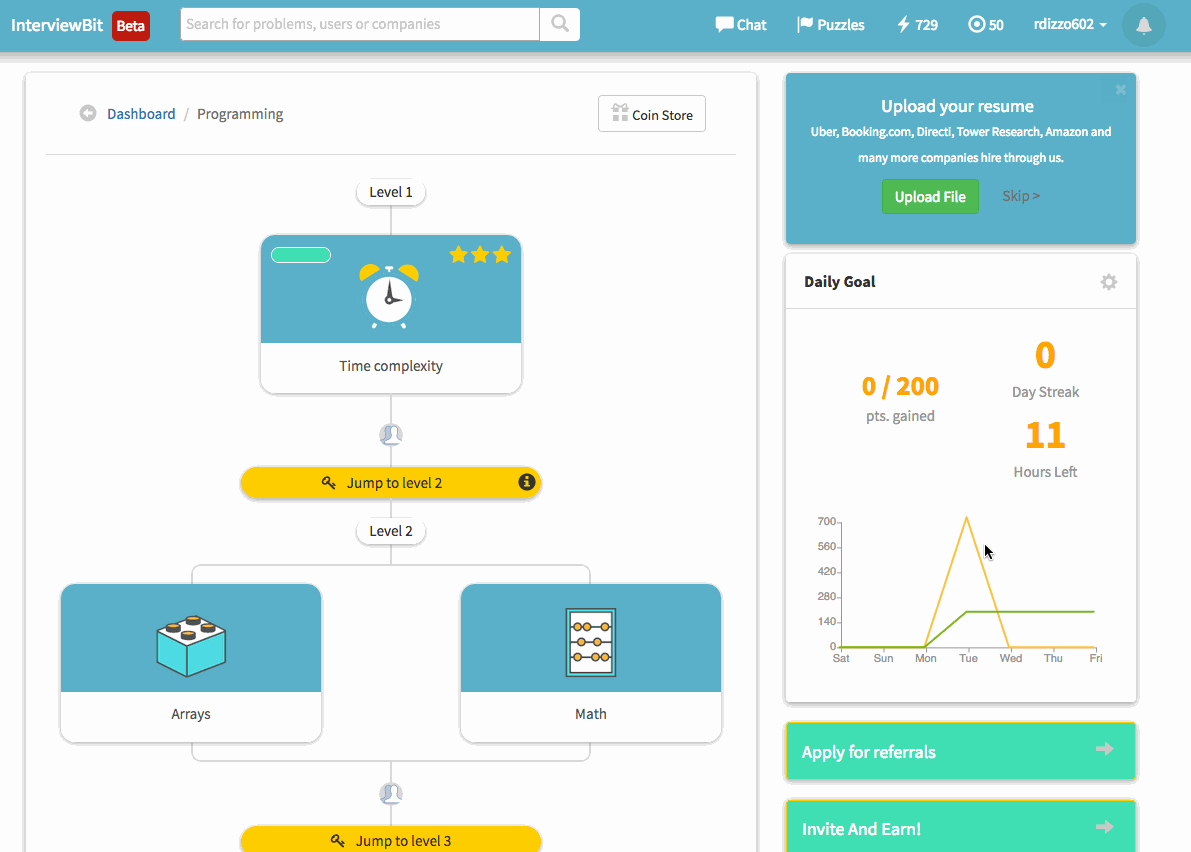 InterviewBit Beta
Search for problems, users or companies
Chat
Puzzles
729
50
rdizzo602
Dashboard / Programming
Coin Store
Level 1
Time complexity
Jump to level 2
Level 2
Arrays
Math
Jump to level 3
Upload your resume
Uber, Booking.com, Directi, Tower Research, Amazon and
many more companies hire through us.
Upload File
Skip >
Daily Goal
0 / 200
pts. gained
0
Day Streak
11
Hours Left
700
560
420
280
140
0
Sat Sun Mon Tue Wed Thu Fri
Apply for referrals
Invite And Earn!